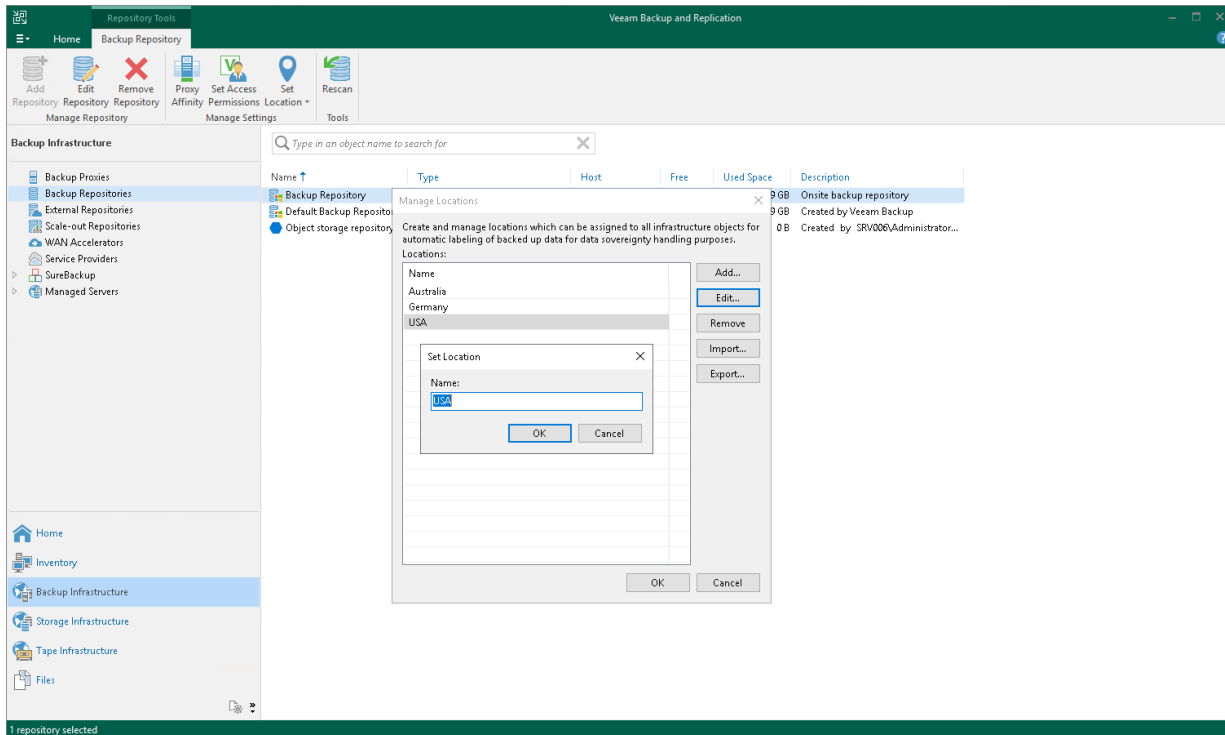 Repository Tools
Veeam Backup and Replication
Home
Backup Repository
Add Repository
Edit Repository
Remove Repository
Proxy Affinity
Set Access Permissions
Set Location
Rescan
Manage Repository
Manage Settings
Tools
Backup Infrastructure
Type in an object name to search for
Backup Proxies
Backup Repositories
External Repositories
Scale-out Repositories
WAN Accelerators
Service Providers
SureBackup
Managed Servers
Name Type Host Free Used Space Description
Backup Repository 9 GB Onsite backup repository
Default Backup Reposito 9 GB Created by Veeam Backup
Object storage repository 0 B Created by SRV006\Administrator...
Manage Locations
Create and manage locations which can be assigned to all infrastructure objects for
automatic labeling of backed up data for data sovereignty handling purposes.
Locations:
Name
Australia
Germany
USA
Add...
Edit...
Remove
Import...
Export...
Set Location
Name:
USA
OK Cancel
OK Cancel
Home
Inventory
Backup Infrastructure
Storage Infrastructure
Tape Infrastructure
Files
1 repository selected